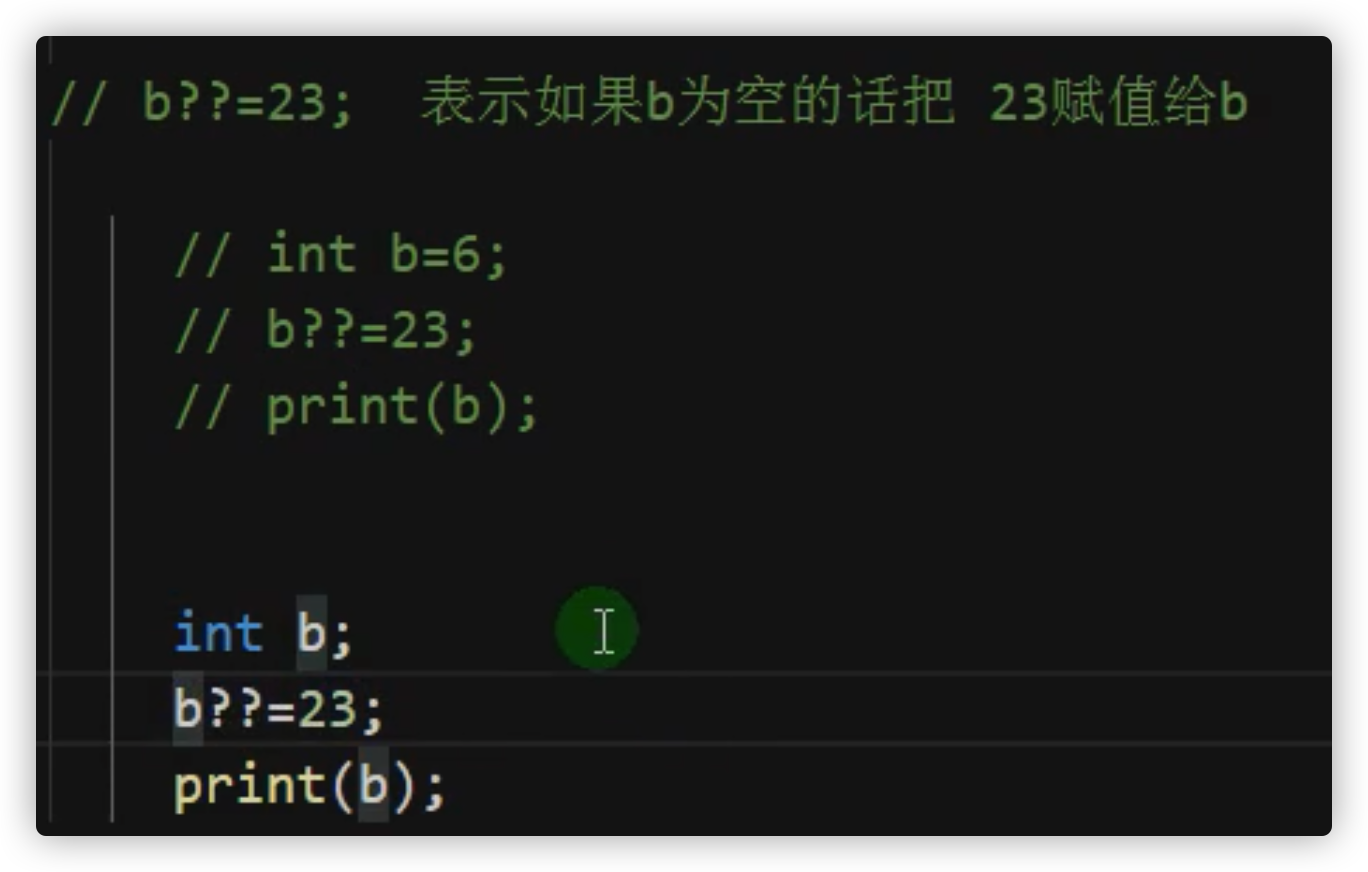 // b??=23;  表示如果b为空的话把 23赋值给b
// int b=6;
// b??=23;
// print(b);
int b;
b??=23;
print(b);